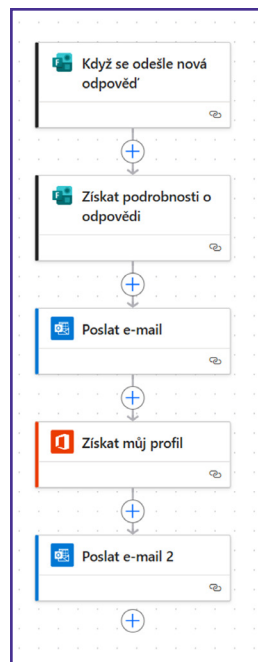 Když se odešle nová
odpověď
Získat podrobnosti o
odpovědi
Poslat e-mail
Získat můj profil
Poslat e-mail 2